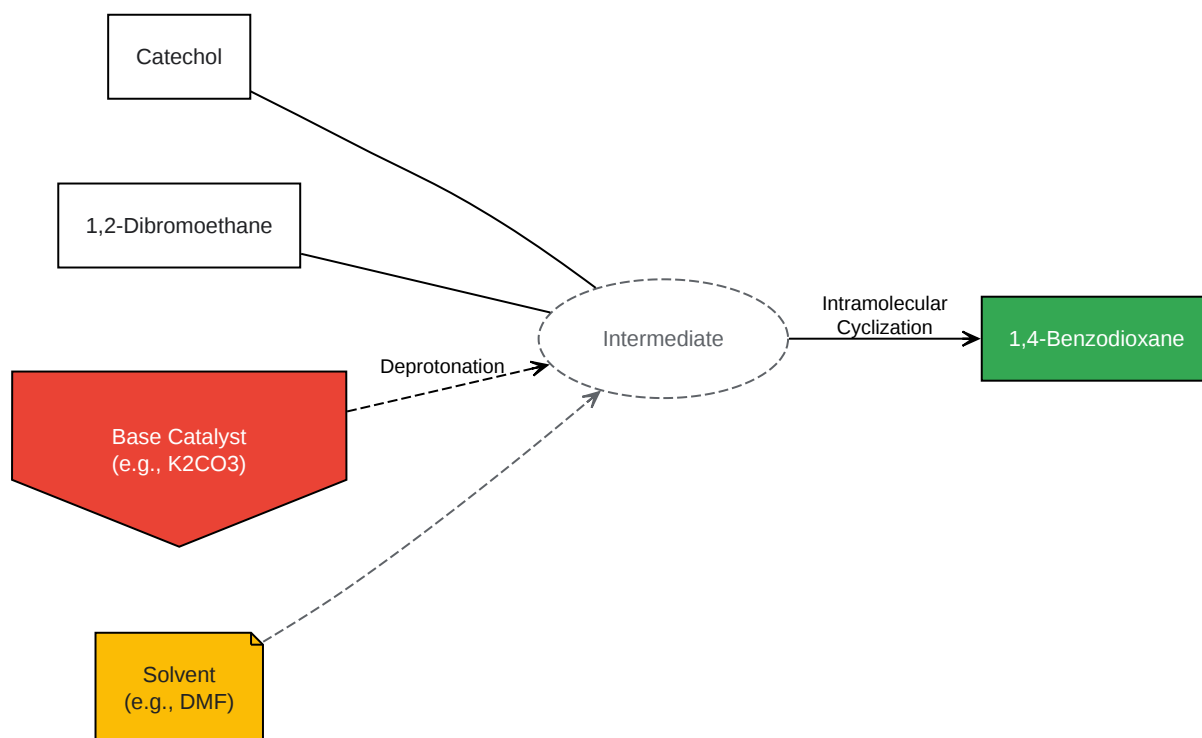 Catechol
1,2-Dibromoethane
Intermediate
Intramolecular
Cyclization
1,4-Benzodioxane
Deprotonation
Base Catalyst
(e.g., K2CO3)
Solvent
(e.g., DMF)